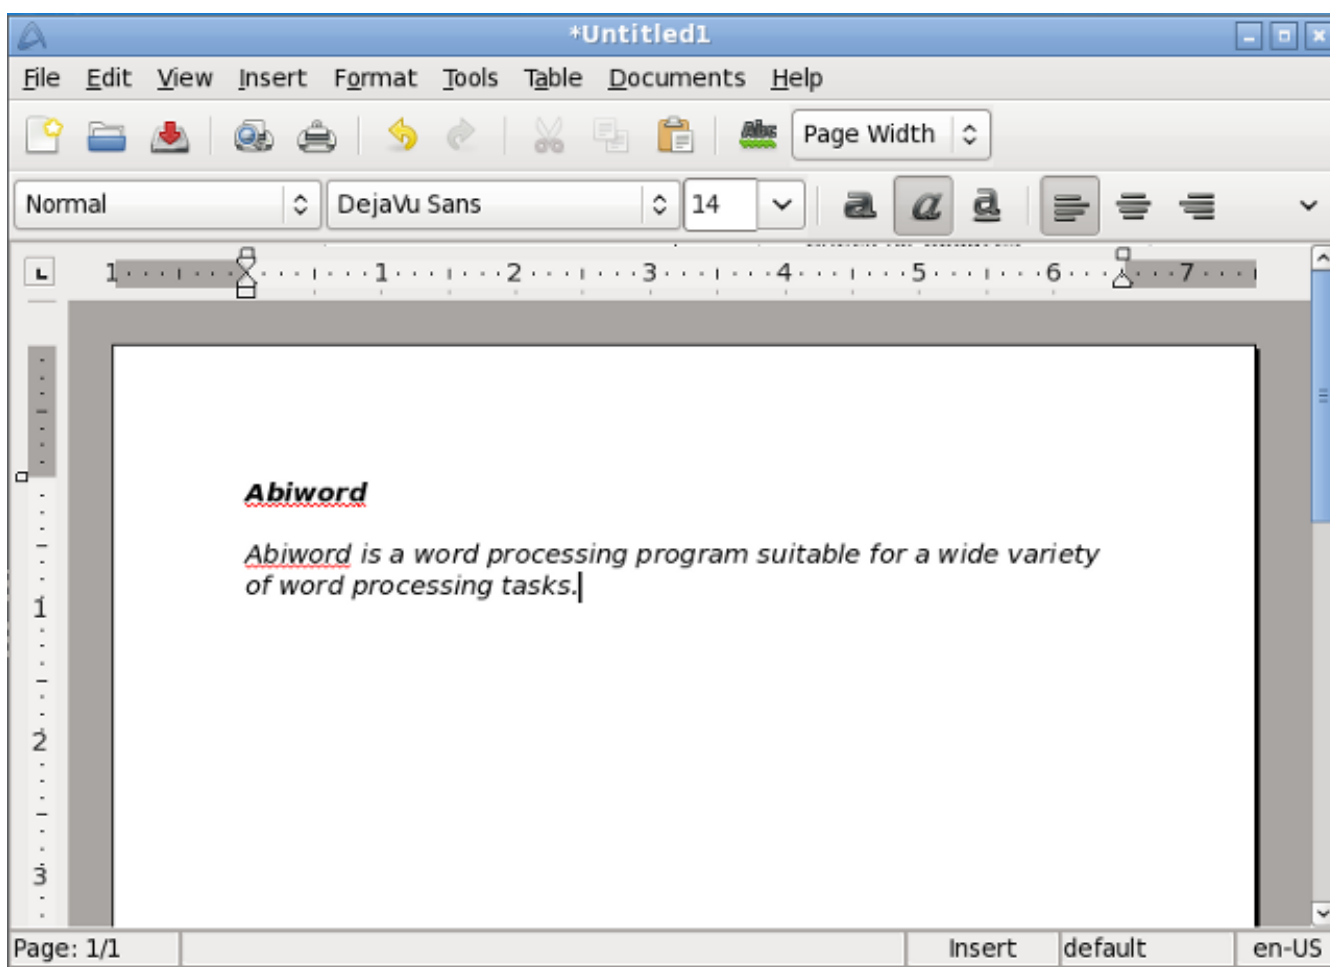 *Untitled1
File Edit View Insert Format Tools Table Documents Help
Abc Page Width
Normal DejaVu Sans 14 a a a
L 1 1 2 3 4 5 6 7
Abiword
Abiword is a word processing program suitable for a wide variety
of word processing tasks.
1
2
3
Page: 1/1 Insert default en-US